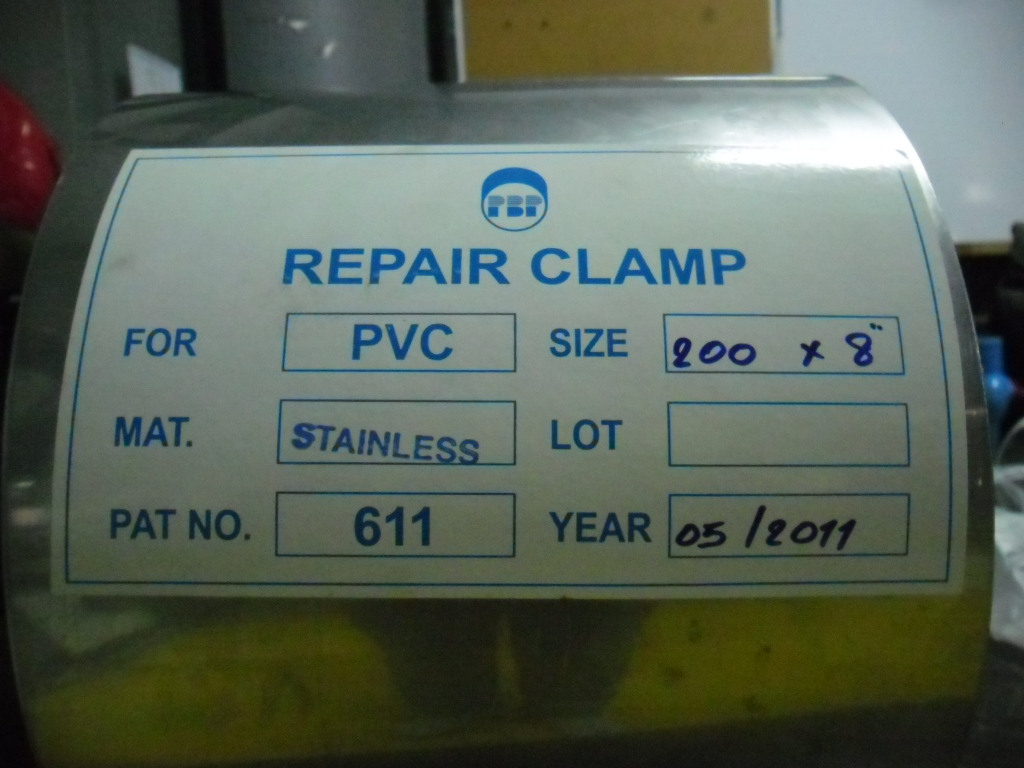 PBP
REPAIR CLAMP
FOR PVC SIZE 200 x 8"
MAT. STAINLESS LOT
PAT NO. 611 YEAR 05/2011